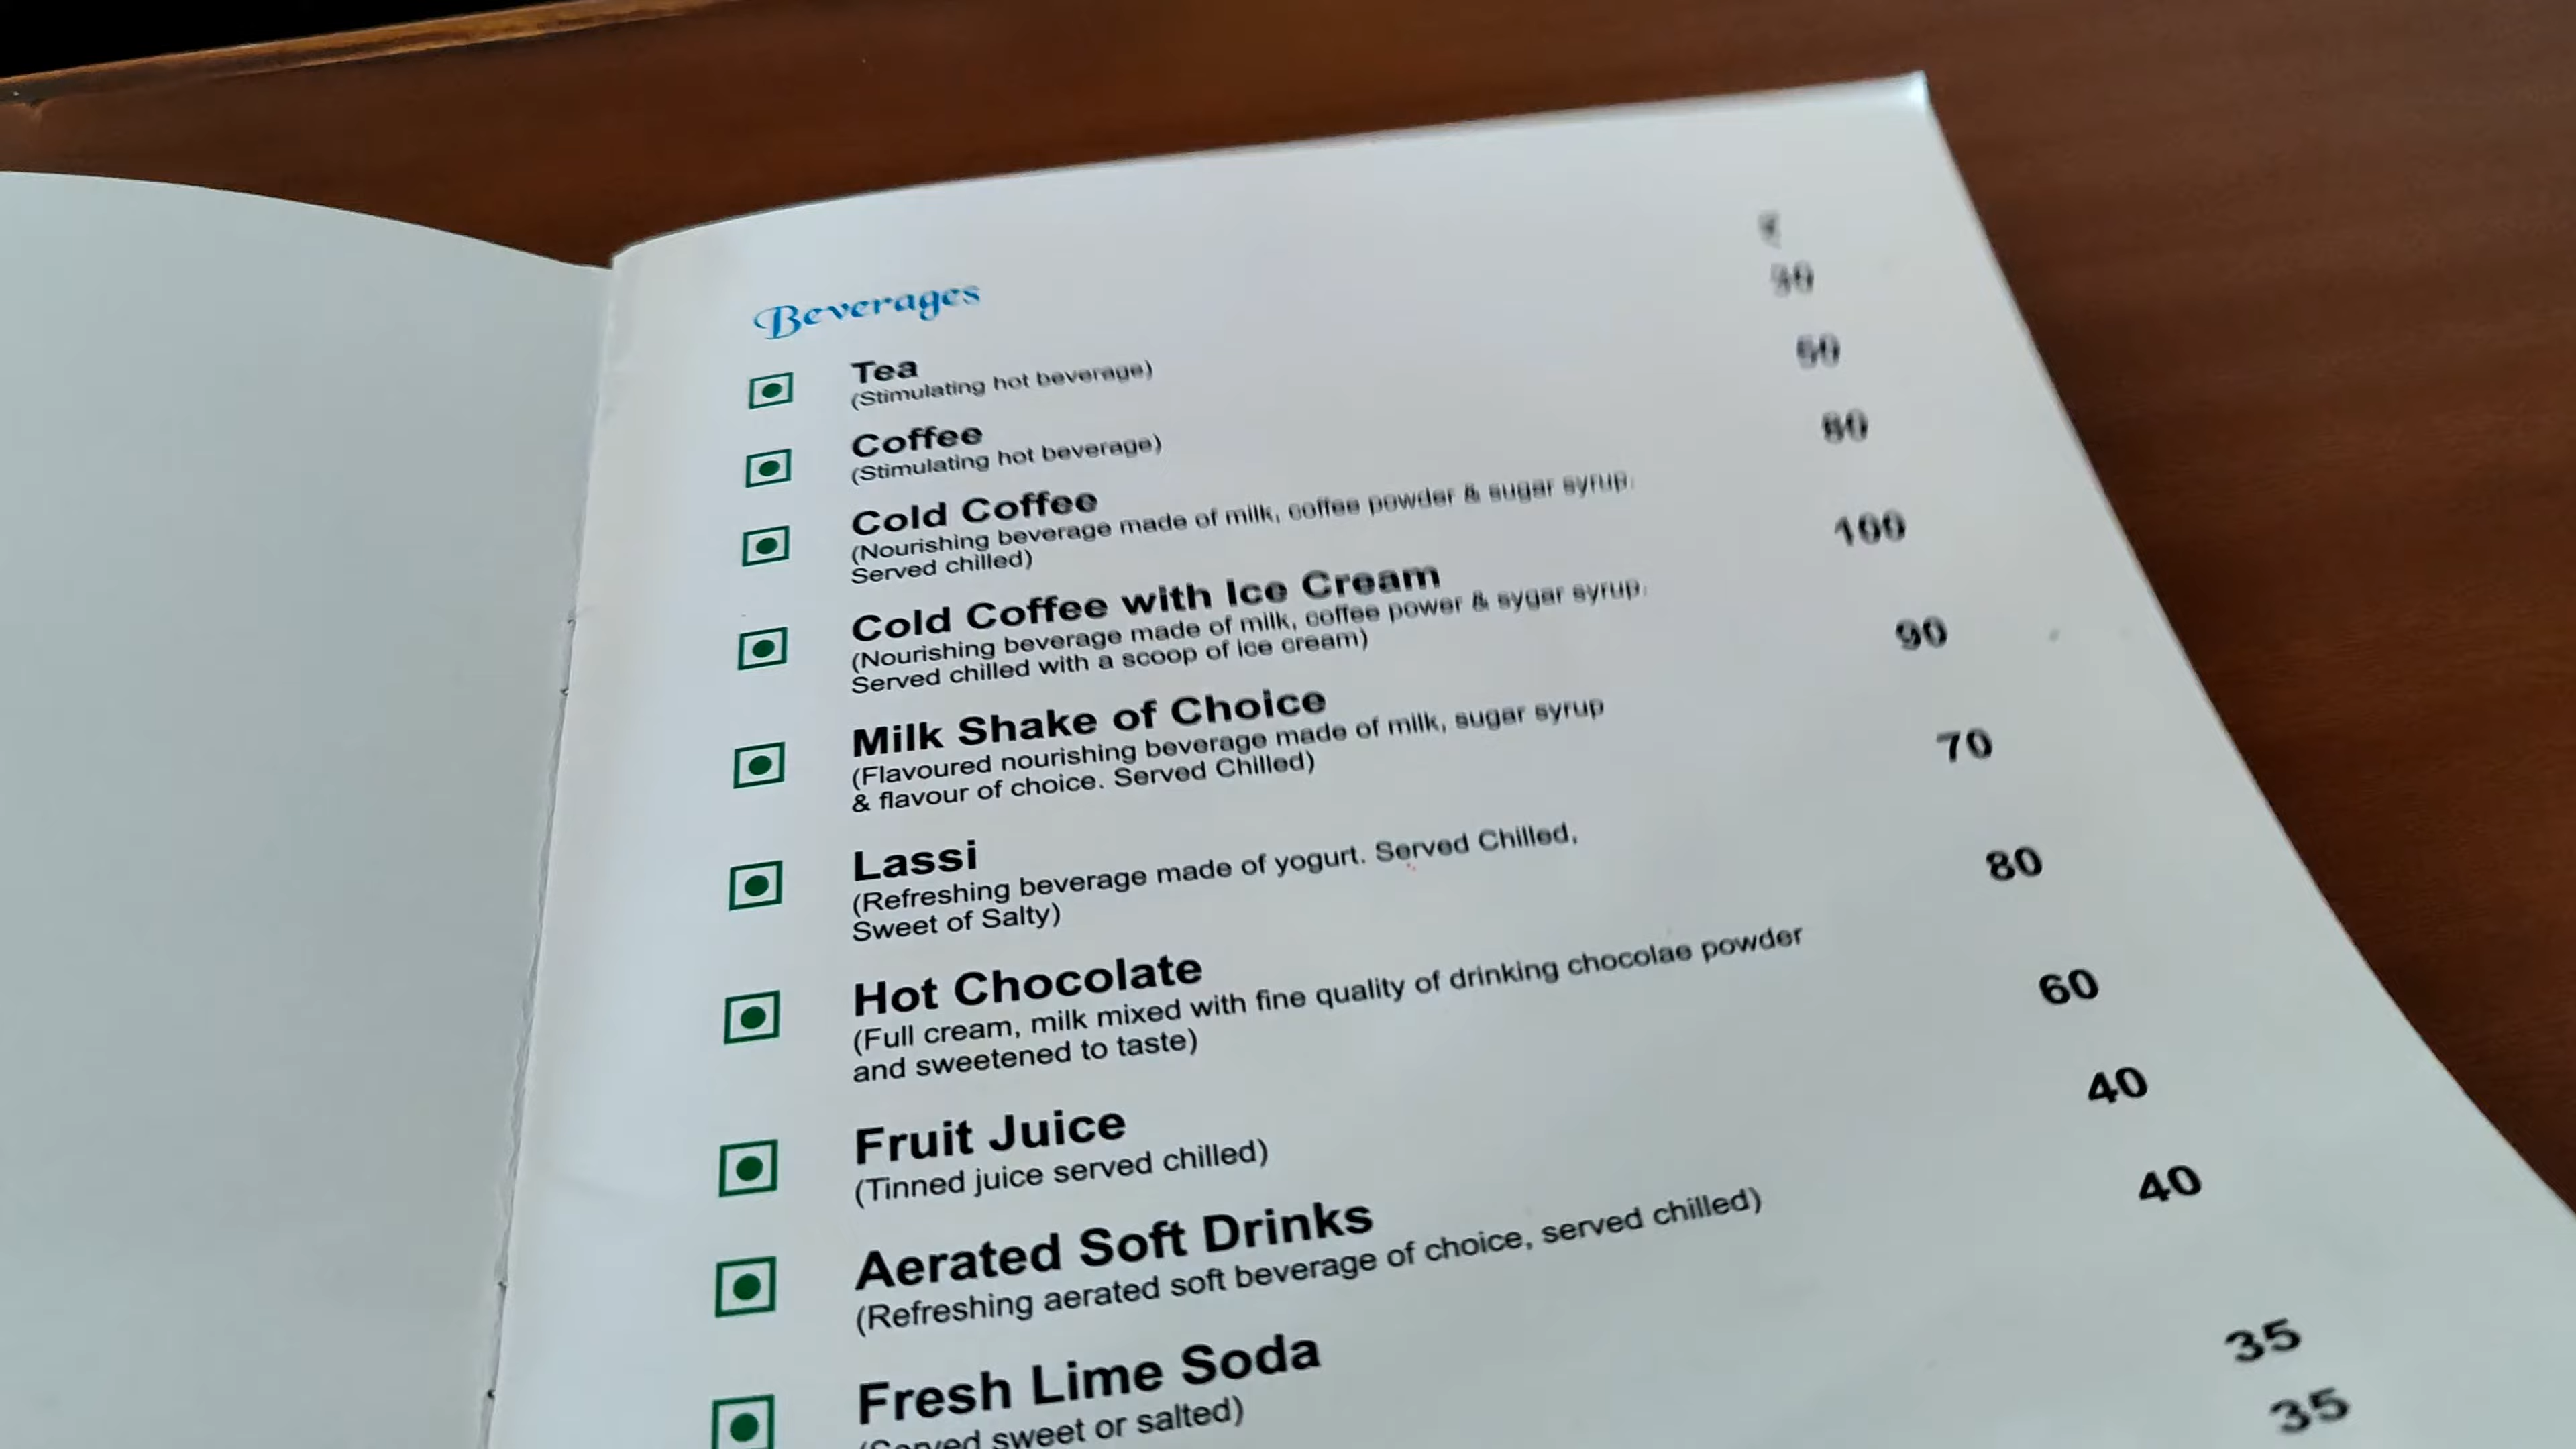 ₹
Beverages
Tea 30
(Stimulating hot beverage)
Coffee 60
(Stimulating hot beverage)
Cold Coffee 80
(Nourishing beverage made of milk, coffee powder & sugar syrup.
Served chilled)
Cold Coffee with Ice Cream 100
(Nourishing beverage made of milk, coffee power & sygar syrup.
Served chilled with a scoop of ice cream)
Milk Shake of Choice 90
(Flavoured nourishing beverage made of milk, sugar syrup
& flavour of choice. Served Chilled)
Lassi 70
(Refreshing beverage made of yogurt. Served Chilled,
Sweet of Salty)
Hot Chocolate 80
(Full cream, milk mixed with fine quality of drinking chocolae powder
and sweetened to taste)
Fruit Juice 60
(Tinned juice served chilled)
Aerated Soft Drinks 40
(Refreshing aerated soft beverage of choice, served chilled)
Fresh Lime Soda 40
(Served sweet or salted)
35
35